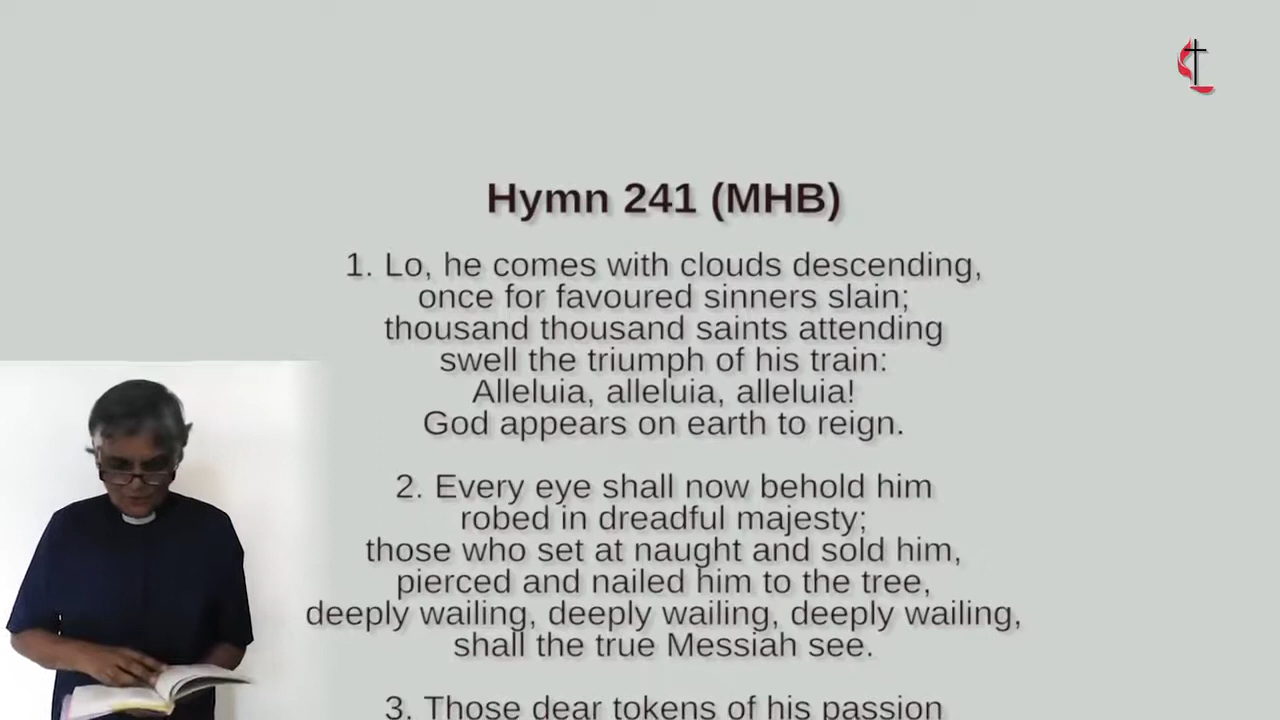 Hymn 241 (MHB)
1. Lo, he comes with clouds descending,
once for favoured sinners slain;
thousand thousand saints attending
swell the triumph of his train:
Alleluia, alleluia, alleluia!
God appears on earth to reign.
2. Every eye shall now behold him
robed in dreadful majesty;
those who set at naught and sold him,
pierced and nailed him to the tree,
deeply wailing, deeply wailing, deeply wailing,
shall the true Messiah see.
3. Those dear tokens of his passion